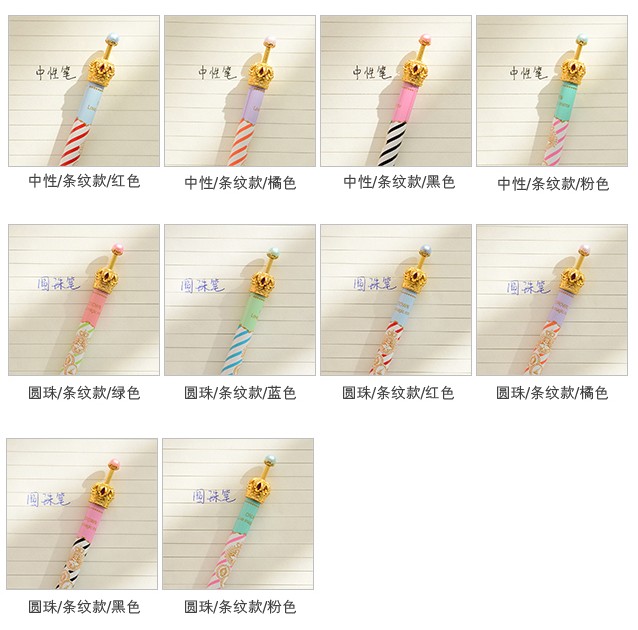 中性笔
中性笔
中性笔
中性笔
中性/条纹款/红色
中性/条纹款/橘色
中性/条纹款/黑色
中性/条纹款/粉色
圆珠笔
圆珠笔
圆珠笔
圆珠笔
圆珠/条纹款/绿色
圆珠/条纹款/蓝色
圆珠/条纹款/红色
圆珠/条纹款/橘色
圆珠笔
圆珠笔
圆珠/条纹款/黑色
圆珠/条纹款/粉色